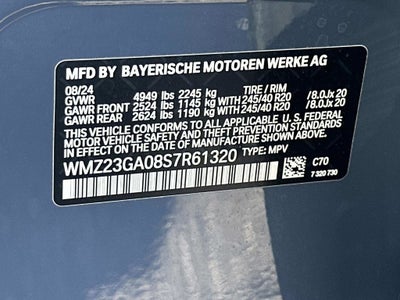 MFD BY BAYERISCHE MOTOREN WERKE AG
08/24 TIRE / RIM
GVWR 4949 lbs 2245 kg
GAWR FRONT 2524 lbs 1145 kg WITH 245/40 R20 /8.0Jx 20
GAWR REAR 2624 lbs 1190 kg WITH 245/40 R20 /8.0Jx 20
THIS VEHICLE CONFORMS TO ALL APPLICABLE U.S. FEDERAL
MOTOR VEHICLE SAFETY, BUMPER, AND THEFT PREVENTION
STANDARDS IN EFFECT ON THE DATE OF MANUFACTURE SHOWN ABOVE.
WMZ23GA08S7R61320 TYPE: MPV
C70
7 320 730